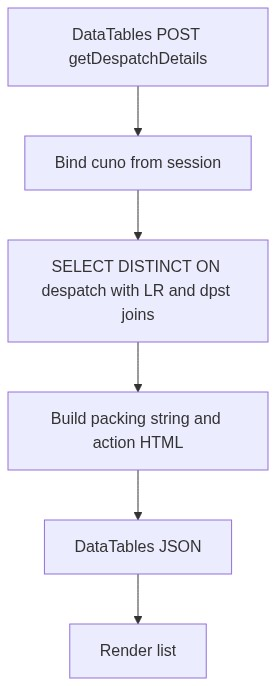 DataTables POST
getDespatchDetails
Bind cuno from session
SELECT DISTINCT ON
despatch with LR and dpst
joins
Build packing string and
action HTML
DataTables JSON
Render list